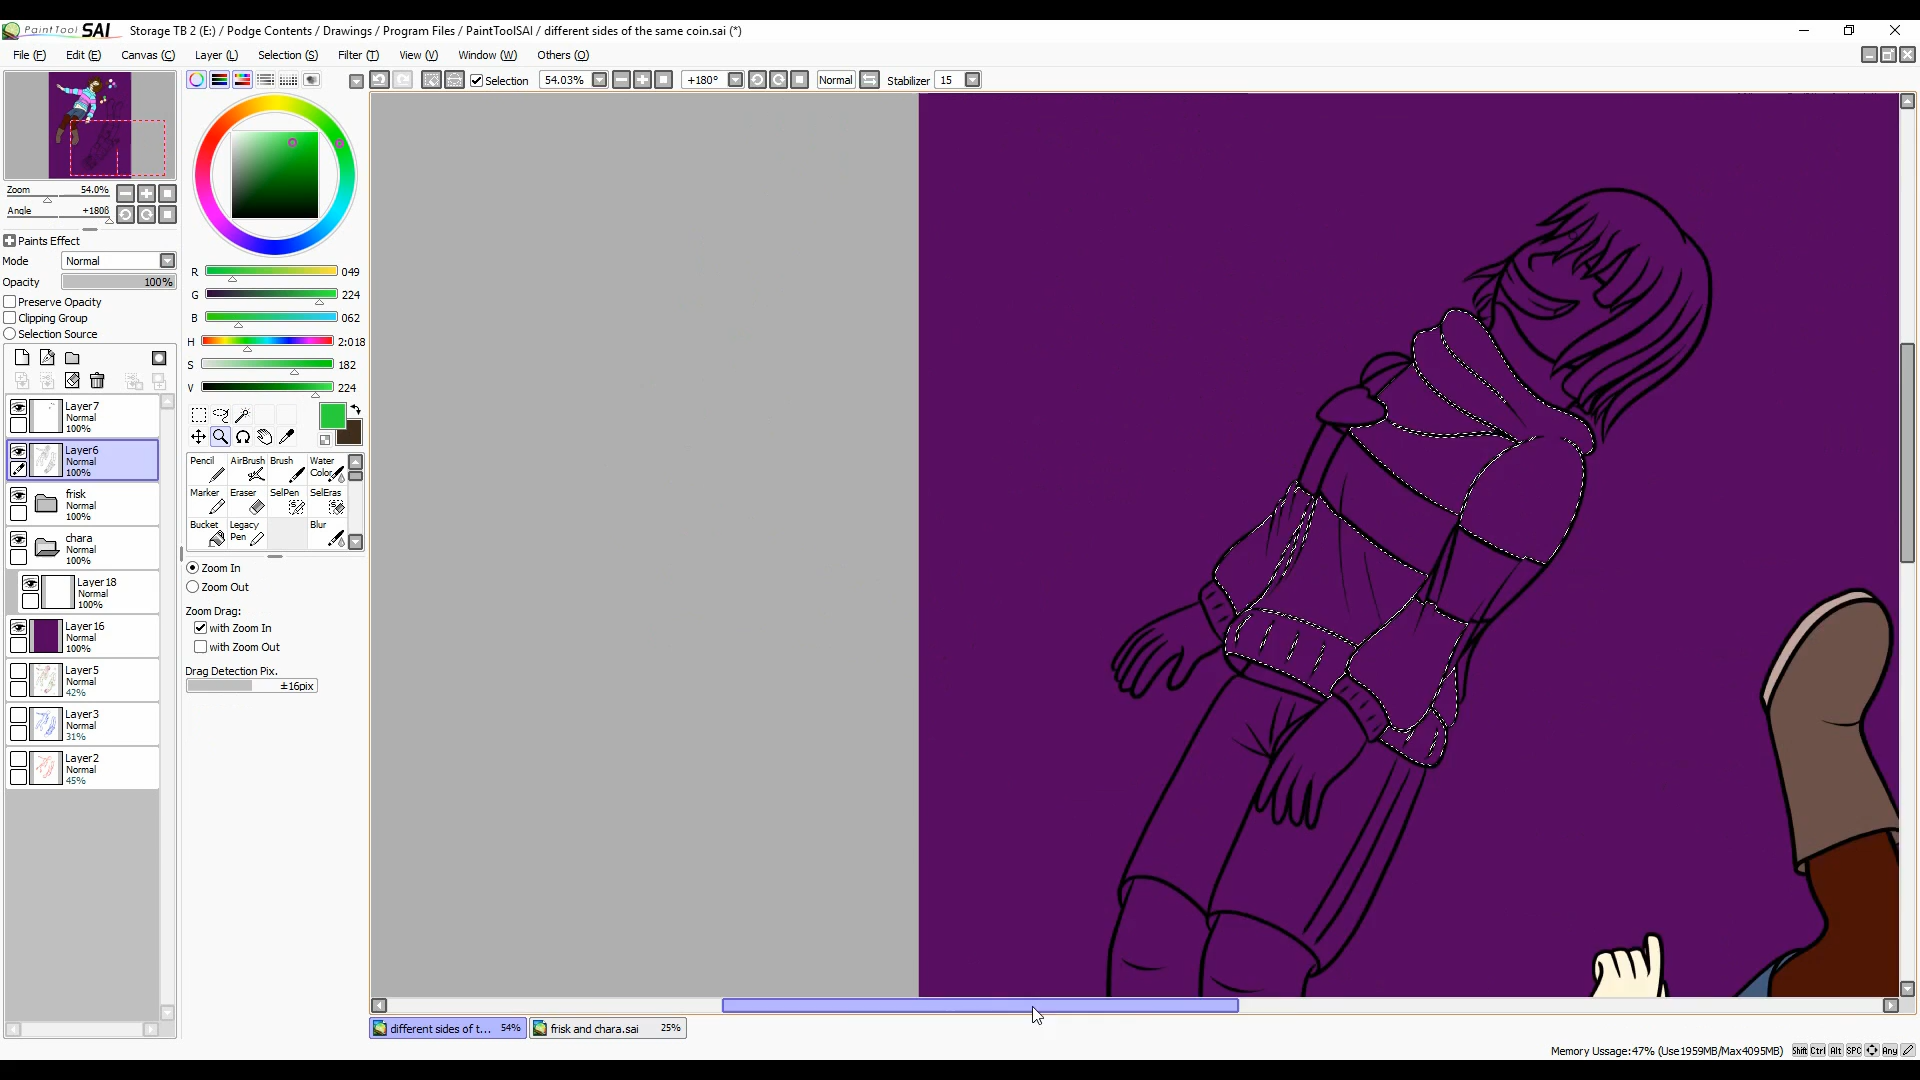 PaintTool SAI Storage TB 2 (E:) / Podge Contents / Drawings / Program Files / PaintToolSAI / different sides of the same coin.sai (*)
File (F) Edit (E) Canvas (C) Layer (L) Selection (S) Filter (T) View (V) Window (W) Others (O)
Selection 54.03% +180° Normal Stabilizer 15
Zoom 54.0%
Angle +180θ
Paints Effect
Mode Normal
Opacity 100%
Preserve Opacity
Clipping Group
Selection Source
Layer7
Normal
100%
Layer6
Normal
100%
frisk
Normal
100%
chara
Normal
100%
Layer18
Normal
100%
Layer16
Normal
100%
Layer5
Normal
42%
Layer3
Normal
31%
Layer2
Normal
45%
R 049
G 224
B 062
H 2:018
S 182
V 224
Pencil AirBrush Brush Water
Color
Marker Eraser SelPen SelEras
Bucket Legacy Blur
Pen
Zoom In
Zoom Out
Zoom Drag:
with Zoom In
with Zoom Out
Drag Detection Pix.
±16pix
different sides of t... 54% frisk and chara.sai 25%
Memory Ussage:47% (Use1959MB/Max4095MB) Shift Ctrl Alt SPC Any